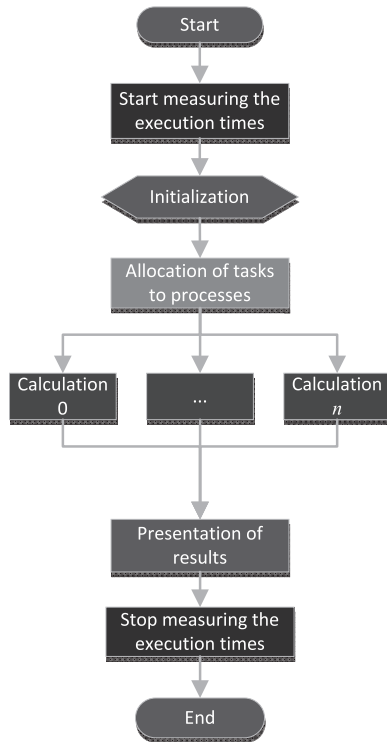 Start
Start measuring the
execution times
Initialization
Allocation of tasks
to processes
Calculation
0
...
Calculation
n
Presentation of
results
Stop measuring the
execution times
End